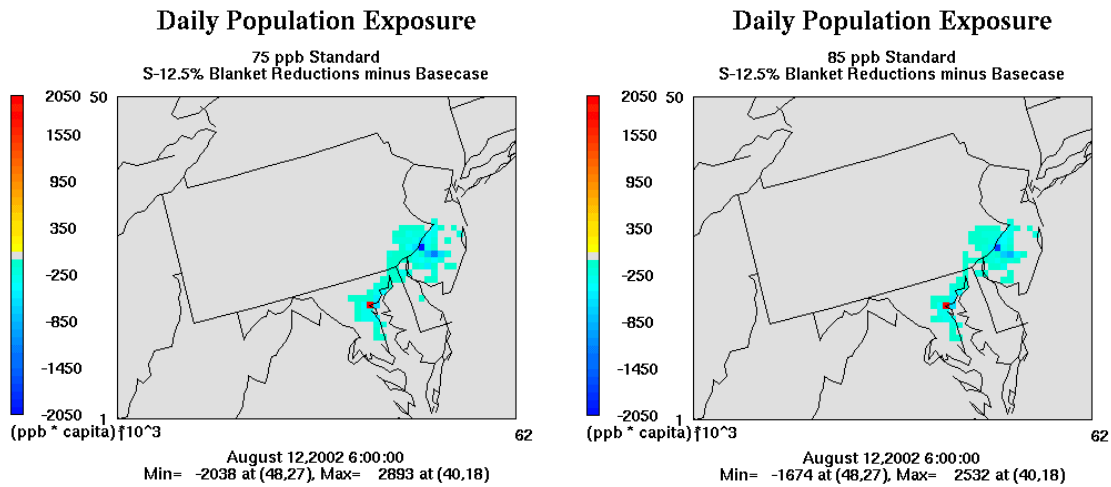 Daily Population Exposure
75 ppb Standard
S-12.5% Blanket Reductions minus Basecase
2050
1550
950
350
-250
-850
-1450
-2050
(ppb * capita)*10^3
50
1
1
62
August 12,2002 6:00:00
Min= -2038 at (48,27), Max= 2893 at (40,18)
Daily Population Exposure
85 ppb Standard
S-12.5% Blanket Reductions minus Basecase
2050
1550
950
350
-250
-850
-1450
-2050
(ppb * capita)*10^3
50
1
1
62
August 12,2002 6:00:00
Min= -1674 at (48,27), Max= 2532 at (40,18)